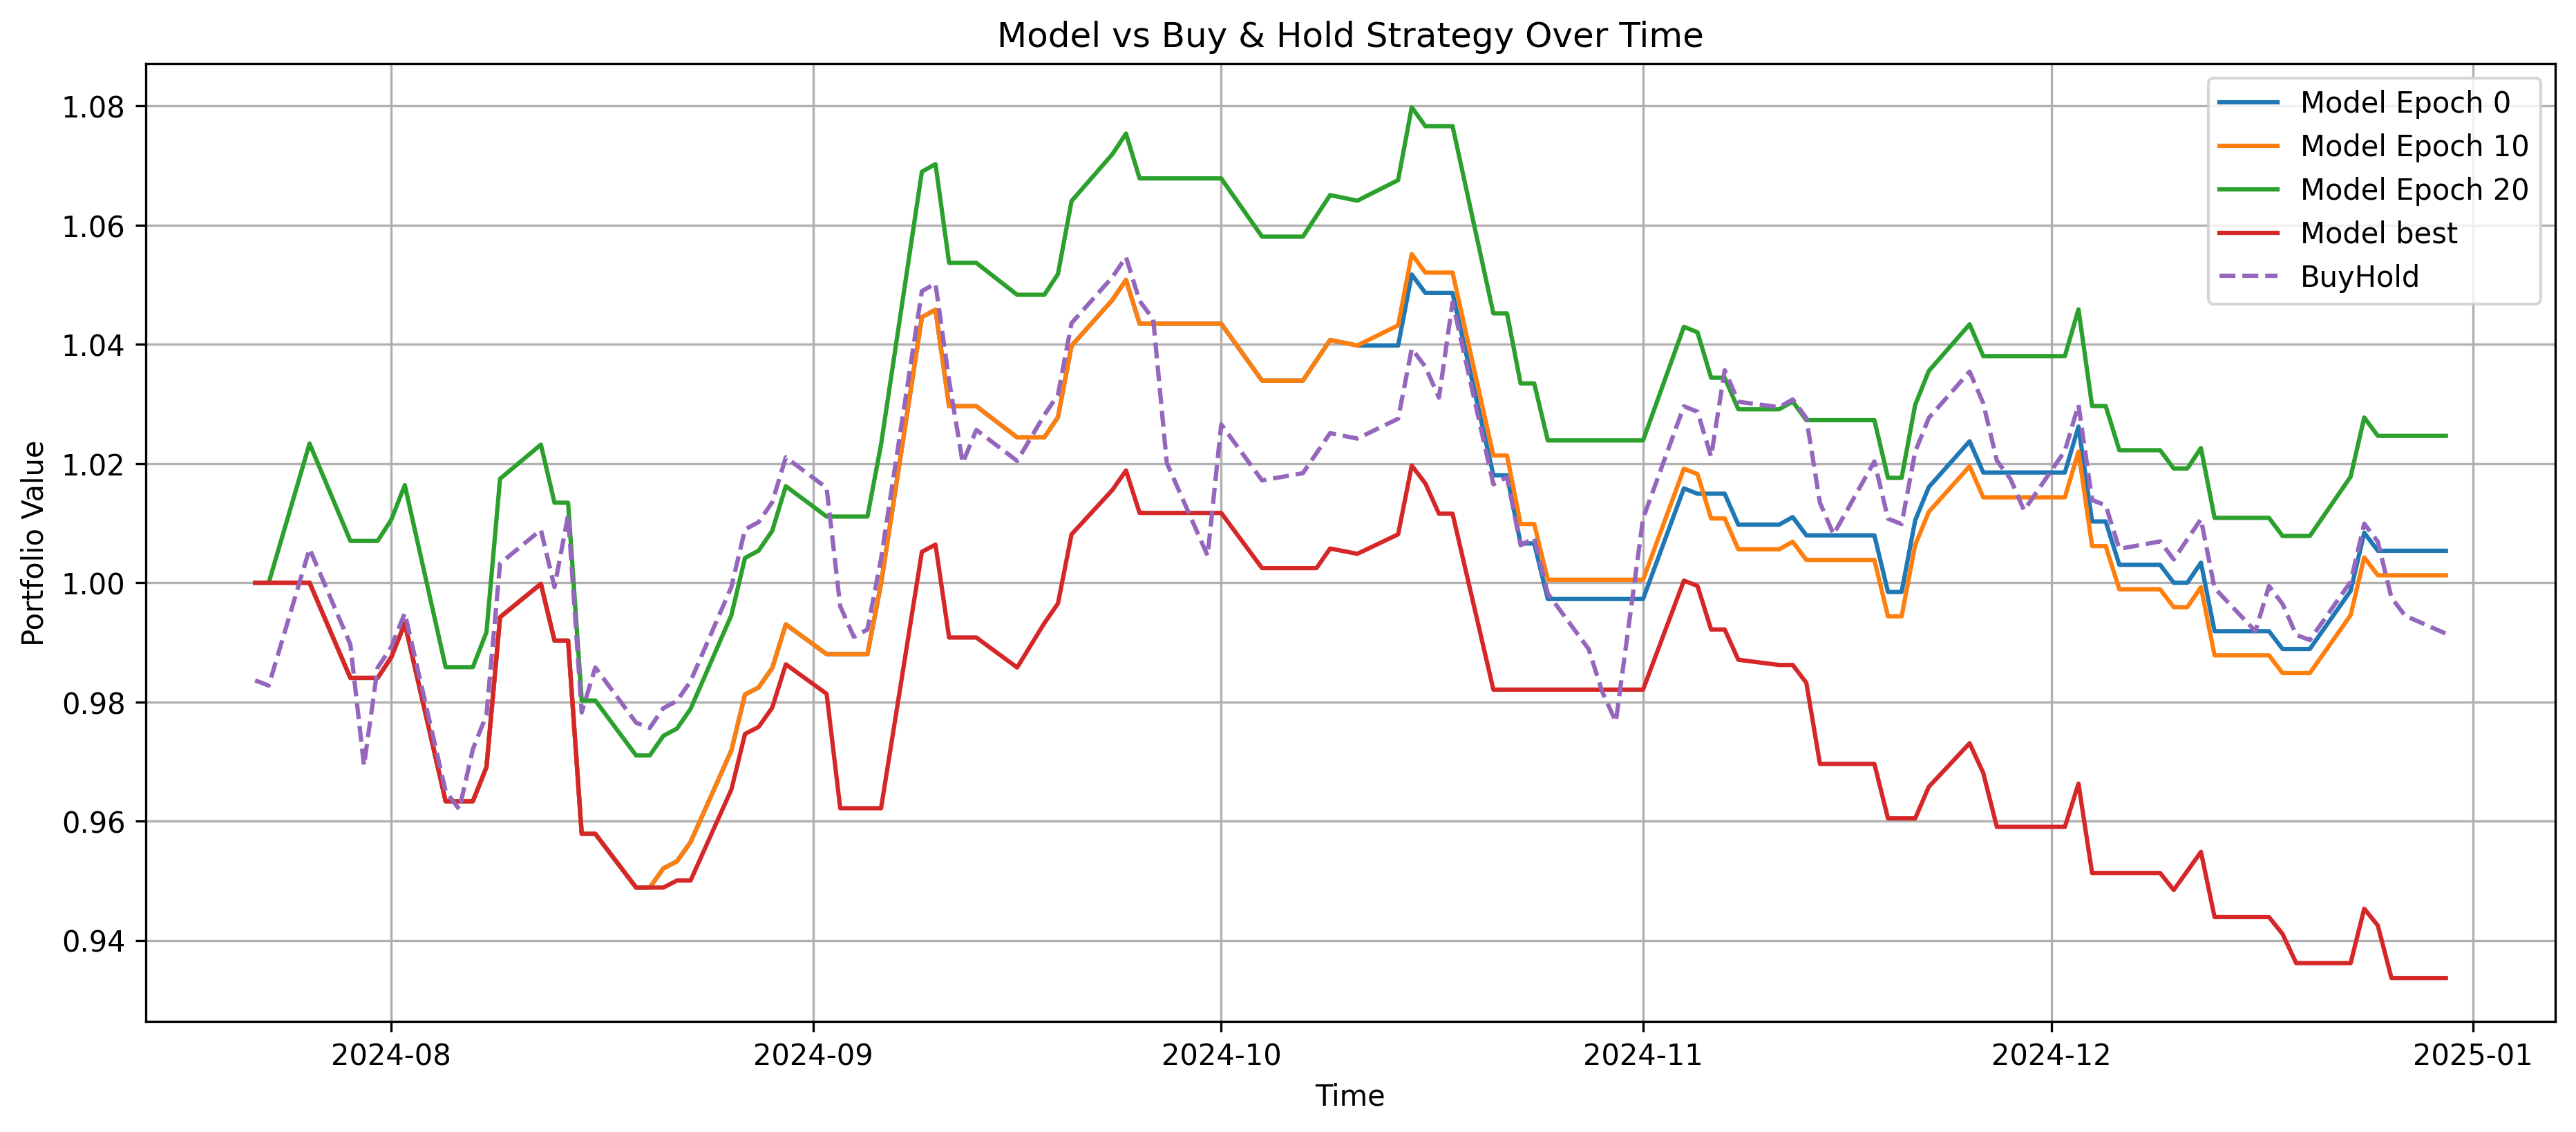 Model vs Buy & Hold Strategy Over Time
Model Epoch 0
Model Epoch 10
Model Epoch 20
Model best
BuyHold
Portfolio Value
1.08
1.06
1.04
1.02
1.00
0.98
0.96
0.94
2024-08
2024-09
2024-10
2024-11
2024-12
2025-01
Time